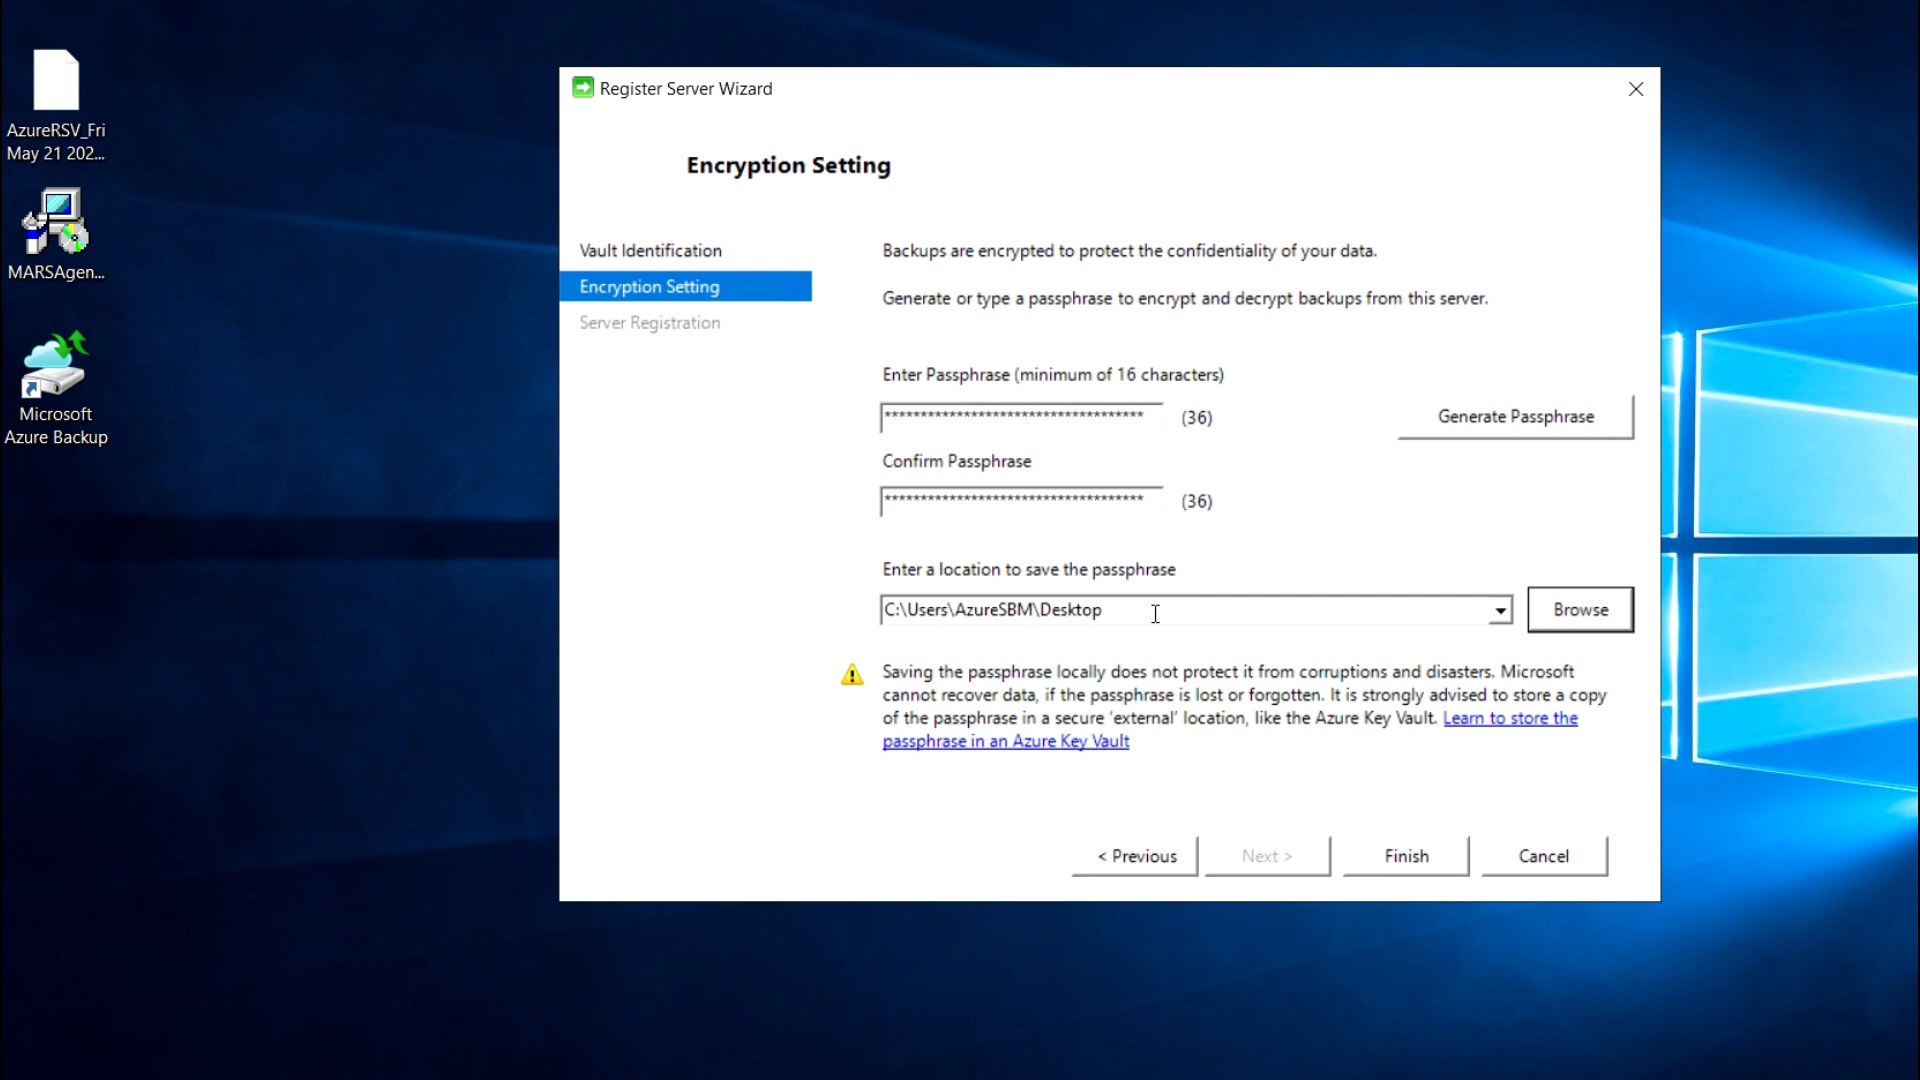 AzureRSV_Fri
May 21 202...
MARSAgen...
Microsoft
Azure Backup
Register Server Wizard
Encryption Setting
Vault Identification
Encryption Setting
Server Registration
Backups are encrypted to protect the confidentiality of your data.
Generate or type a passphrase to encrypt and decrypt backups from this server.
Enter Passphrase (minimum of 16 characters)
************************************ (36)
Generate Passphrase
Confirm Passphrase
************************************ (36)
Enter a location to save the passphrase
C:\Users\AzureSBM\Desktop
Browse
Saving the passphrase locally does not protect it from corruptions and disasters. Microsoft
cannot recover data, if the passphrase is lost or forgotten. It is strongly advised to store a copy
of the passphrase in a secure 'external' location, like the Azure Key Vault. Learn to store the
passphrase in an Azure Key Vault
< Previous
Next >
Finish
Cancel